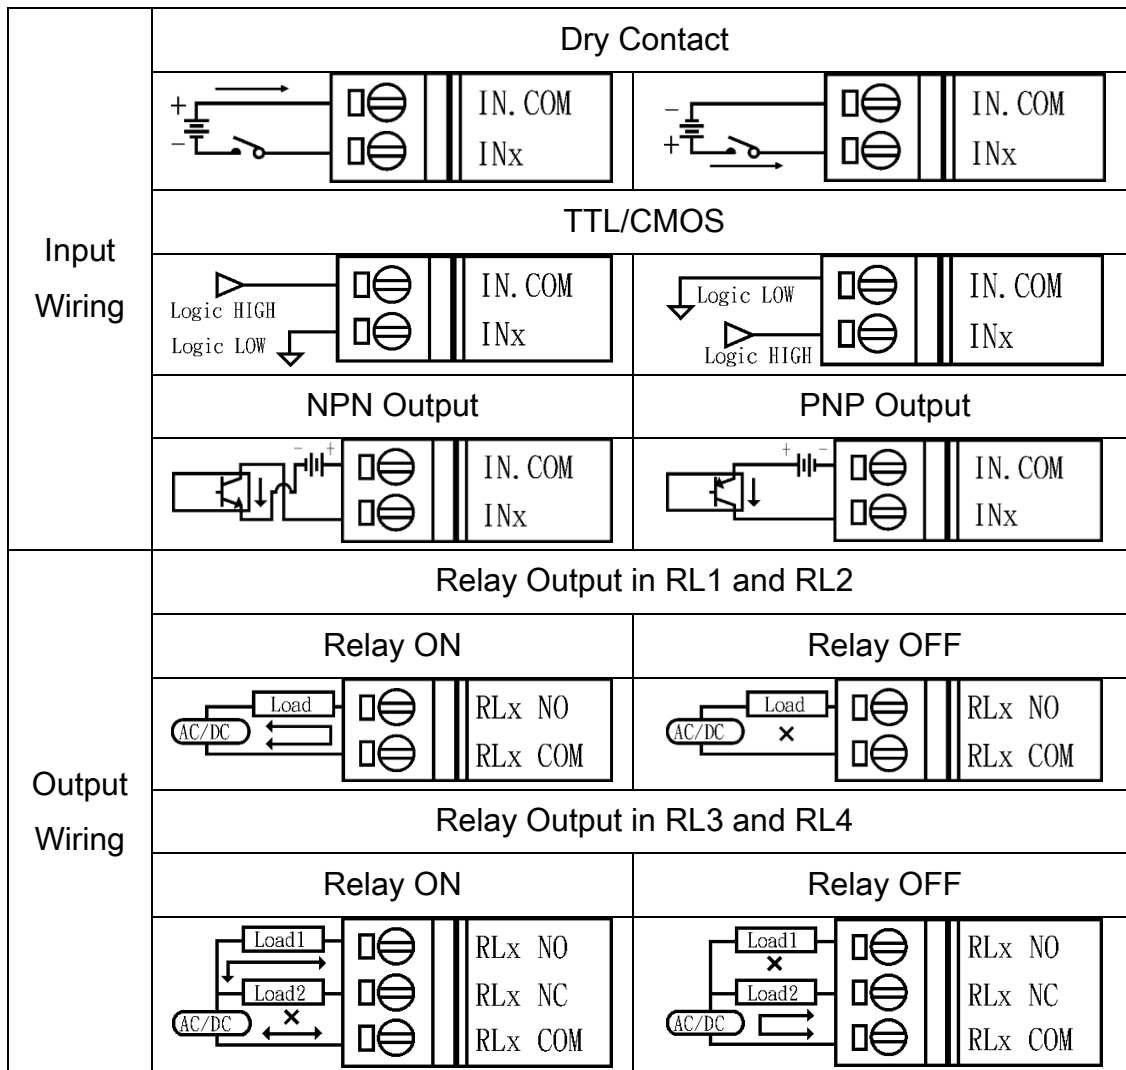 Input
Wiring
Dry Contact
+
-
IN.COM
INx
-
+
IN.COM
INx
TTL/CMOS
Logic HIGH
Logic LOW
IN.COM
INx
Logic LOW
Logic HIGH
IN.COM
INx
NPN Output
PNP Output
- +
IN.COM
INx
+ -
IN.COM
INx
Output
Wiring
Relay Output in RL1 and RL2
Relay ON
Relay OFF
Load
AC/DC
RLx NO
RLx COM
Load
AC/DC
×
RLx NO
RLx COM
Relay Output in RL3 and RL4
Relay ON
Relay OFF
Load1
Load2
AC/DC
×
RLx NO
RLx NC
RLx COM
Load1
×
Load2
AC/DC
RLx NO
RLx NC
RLx COM